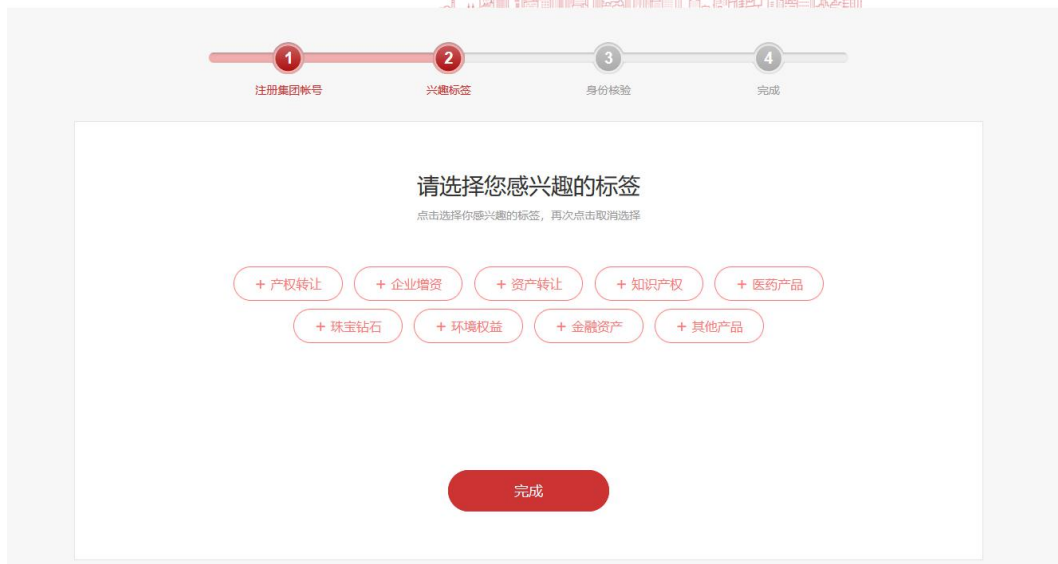 1
2
3
4
注册集团帐号
兴趣标签
身份核验
完成
请选择您感兴趣的标签
点击选择你感兴趣的标签，再次点击取消选择
+ 产权转让
+ 企业增资
+ 资产转让
+ 知识产权
+ 医药产品
+ 珠宝钻石
+ 环境权益
+ 金融资产
+ 其他产品
完成